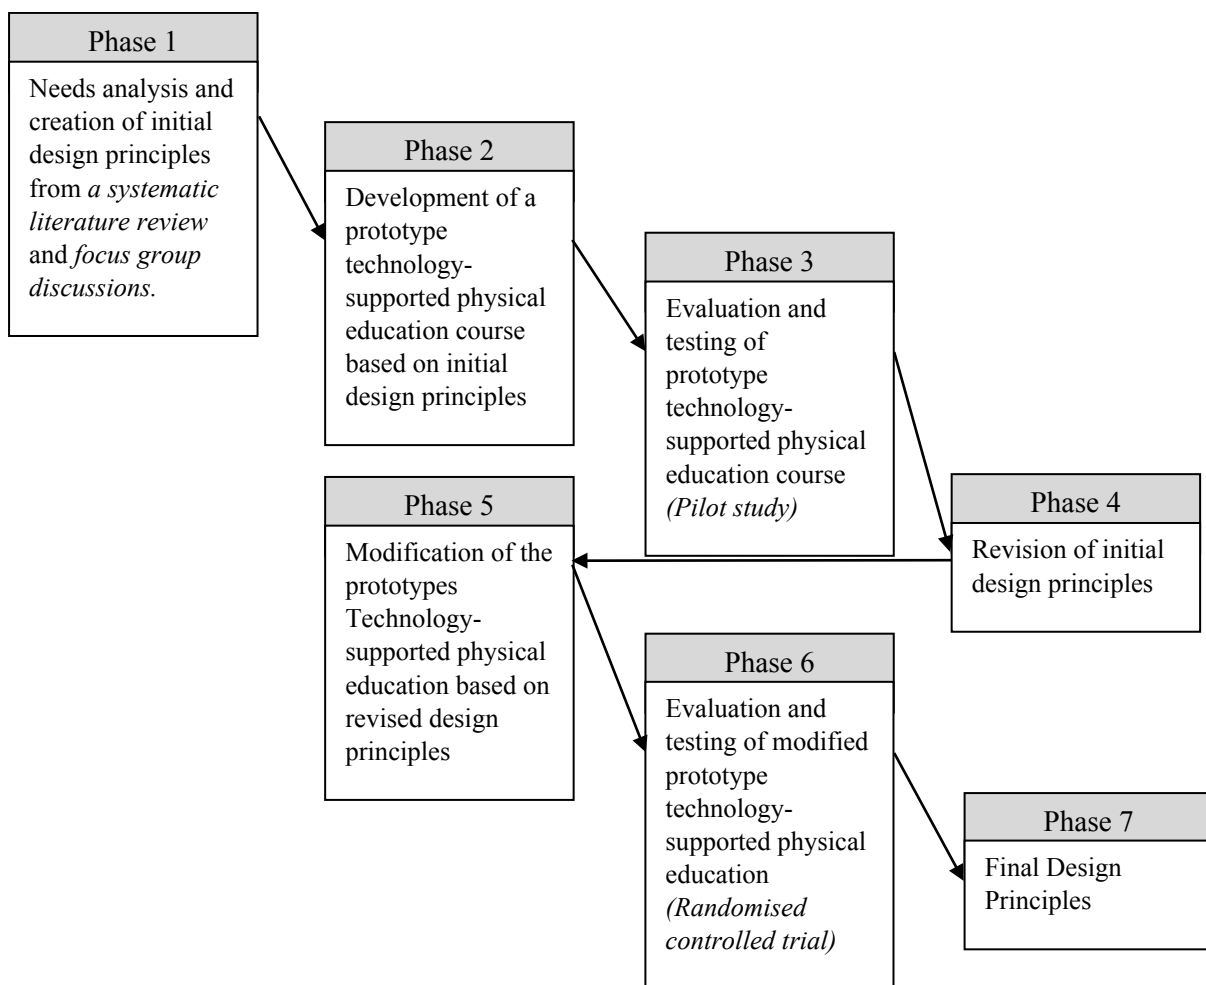 Phase 1
Needs analysis and
creation of initial
design principles
from a systematic
literature review
and focus group
discussions.
Phase 2
Development of a
prototype
technology-
supported physical
education course
based on initial
design principles
Phase 3
Evaluation and
testing of
prototype
technology-
supported physical
education course
(Pilot study)
Phase 4
Revision of initial
design principles
Phase 5
Modification of the
prototypes
Technology-
supported physical
education based on
revised design
principles
Phase 6
Evaluation and
testing of modified
prototype
technology-
supported physical
education
(Randomised
controlled trial)
Phase 7
Final Design
Principles